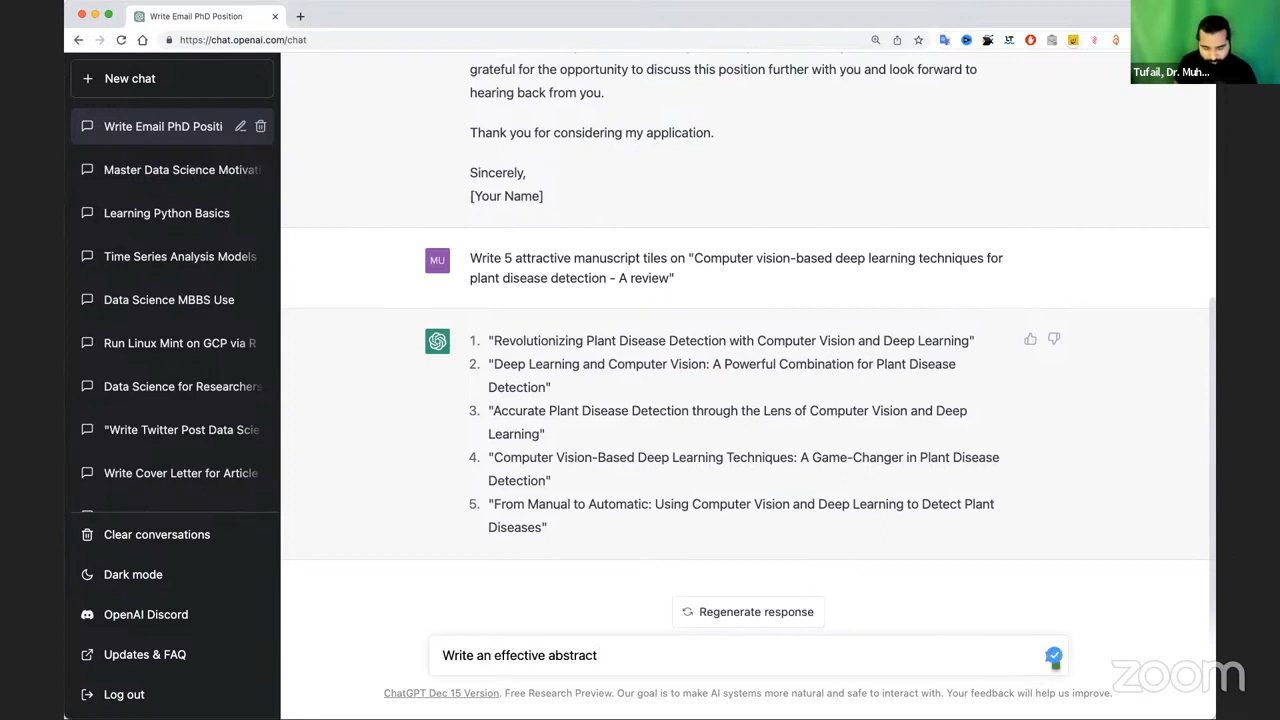 Write Email PhD Position
https://chat.openai.com/chat
Tufail, Dr. Muh...
New chat
Write Email PhD Positi
Master Data Science Motivati
Learning Python Basics
Time Series Analysis Models
Data Science MBBS Use
Run Linux Mint on GCP via R
Data Science for Researchers
"Write Twitter Post Data Scie
Write Cover Letter for Article
Clear conversations
Dark mode
OpenAI Discord
Updates & FAQ
Log out
grateful for the opportunity to discuss this position further with you and look forward to
hearing back from you.
Thank you for considering my application.
Sincerely,
[Your Name]
MU
Write 5 attractive manuscript tiles on "Computer vision-based deep learning techniques for
plant disease detection - A review"
1. "Revolutionizing Plant Disease Detection with Computer Vision and Deep Learning"
2. "Deep Learning and Computer Vision: A Powerful Combination for Plant Disease
Detection"
3. "Accurate Plant Disease Detection through the Lens of Computer Vision and Deep
Learning"
4. "Computer Vision-Based Deep Learning Techniques: A Game-Changer in Plant Disease
Detection"
5. "From Manual to Automatic: Using Computer Vision and Deep Learning to Detect Plant
Diseases"
Regenerate response
Write an effective abstract
ChatGPT Dec 15 Version. Free Research Preview. Our goal is to make AI systems more natural and safe to interact with. Your feedback will help us improve.
zoom